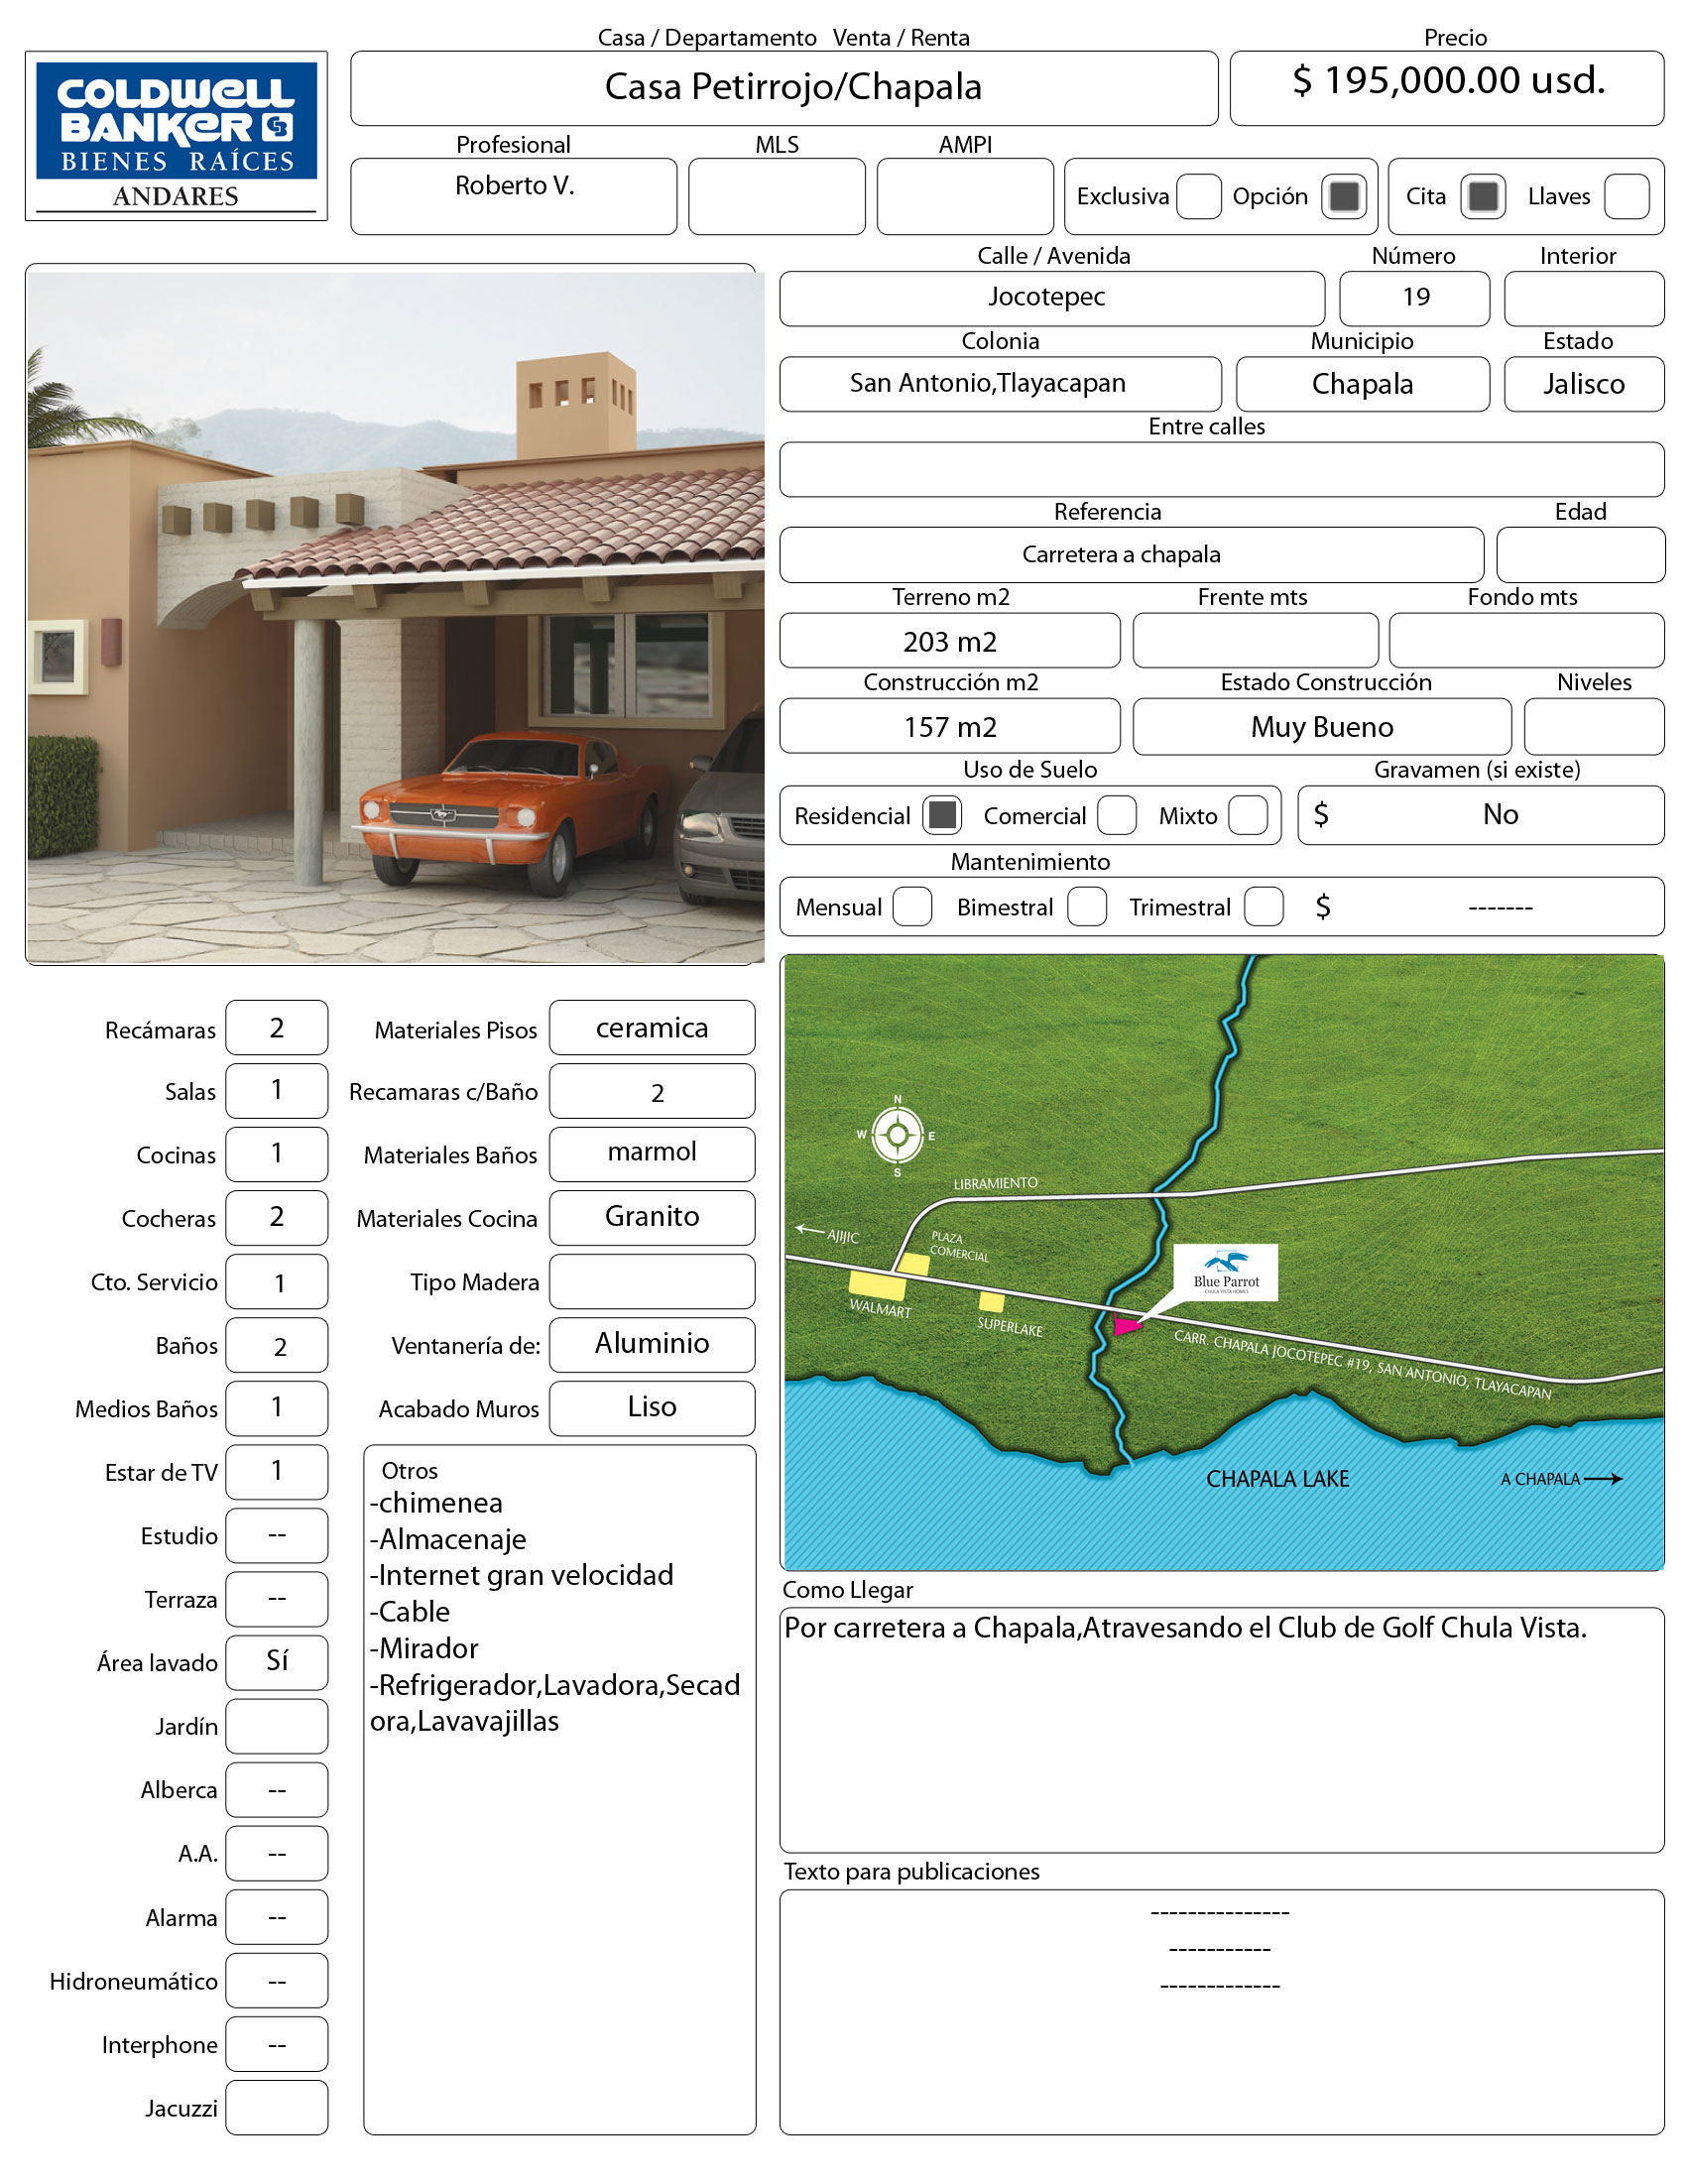 Casa / Departamento   Venta / Renta
Precio
COLDWELL
BANKER CB
BIENES RAÍCES
ANDARES
Casa Petirrojo/Chapala
$ 195,000.00 usd.
Profesional
MLS
AMPI
Roberto V.
Exclusiva
Opción
Cita
Llaves
Calle / Avenida
Número
Interior
Jocotepec
19
Colonia
Municipio
Estado
San Antonio,Tlayacapan
Chapala
Jalisco
Entre calles
Referencia
Edad
Carretera a chapala
Terreno m2
Frente mts
Fondo mts
203 m2
Construcción m2
Estado Construcción
Niveles
157 m2
Muy Bueno
Uso de Suelo
Gravamen (si existe)
Residencial
Comercial
Mixto
$ No
Mantenimiento
Mensual
Bimestral
Trimestral
$ -------
Recámaras 2
Salas 1
Cocinas 1
Cocheras 2
Cto. Servicio 1
Baños 2
Medios Baños 1
Estar de TV 1
Estudio --
Terraza --
Área lavado Sí
Jardín
Alberca --
A.A. --
Alarma --
Hidroneumático --
Interphone --
Jacuzzi
Materiales Pisos ceramica
Recamaras c/Baño 2
Materiales Baños marmol
Materiales Cocina Granito
Tipo Madera
Ventanería de: Aluminio
Acabado Muros Liso
Otros
-chimenea
-Almacenaje
-Internet gran velocidad
-Cable
-Mirador
-Refrigerador,Lavadora,Secad
ora,Lavavajillas
N
W E
S
LIBRAMIENTO
AJIJIC
PLAZA
COMERCIAL
WALMART
SUPERLAKE
Blue Parrot
CHULA VISTA HOMES
CARR. CHAPALA JOCOTEPEC #19, SAN ANTONIO, TLAYACAPAN
CHAPALA LAKE
A CHAPALA
Como Llegar
Por carretera a Chapala,Atravesando el Club de Golf Chula Vista.
Texto para publicaciones
---------------
-----------
-------------